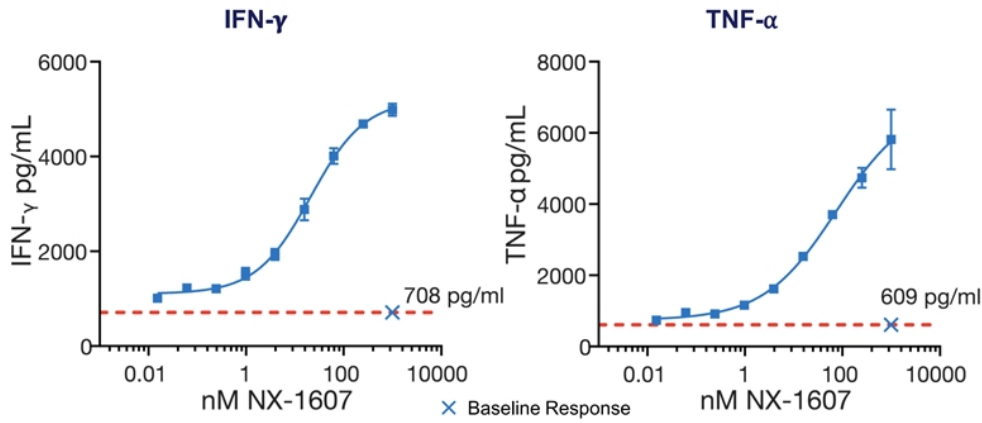 IFN-γ
6000
4000
2000
0
IFN-γ pg/mL
708 pg/ml
0.01 1 100 10000
nM NX-1607
TNF-α
8000
6000
4000
2000
0
TNF-α pg/mL
609 pg/ml
0.01 1 100 10000
nM NX-1607
× Baseline Response